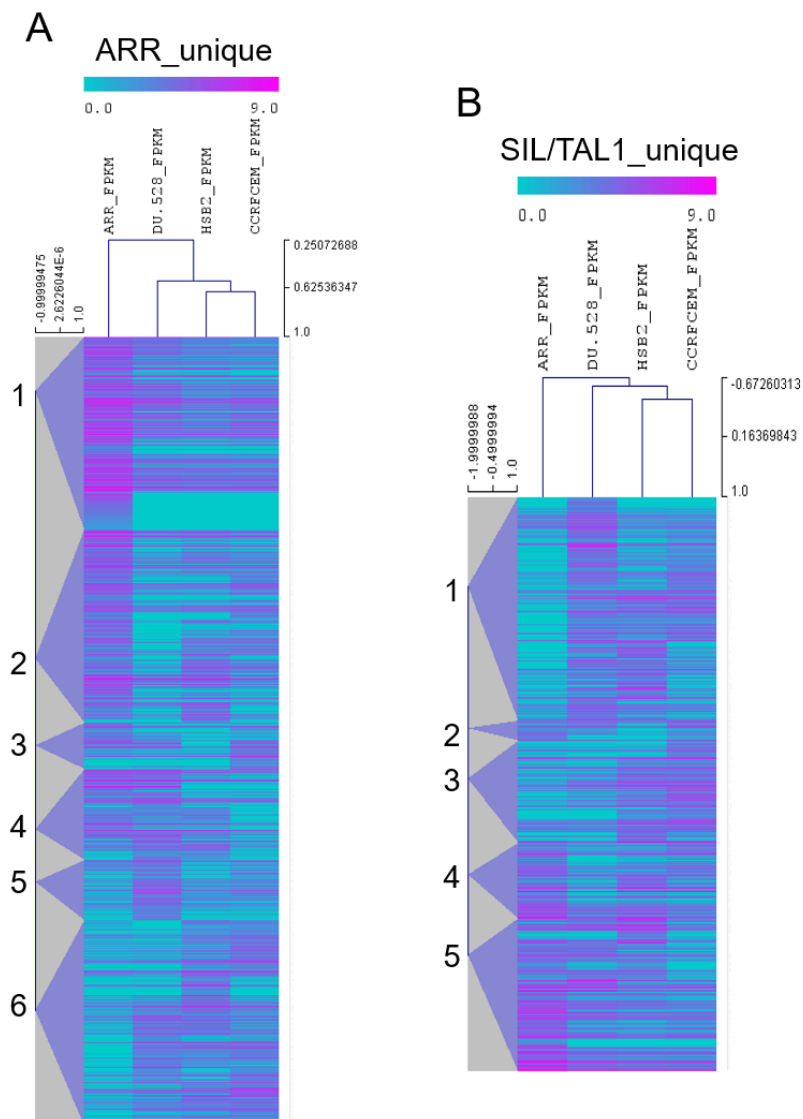 A
ARR_unique
0.0 9.0
ARR_FPKM
DU.528_FPKM
HSB2_FPKM
CCRFCEM_FPKM
-0.99999475
2.6226044E-6
1.0
0.25072688
0.62536347
1.0
1
2
3
4
5
6
B
SIL/TAL1_unique
0.0 9.0
ARR_FPKM
DU.528_FPKM
HSB2_FPKM
CCRFCEM_FPKM
-1.9999988
-0.4999994
1.0
-0.67260313
0.16369843
1.0
1
2
3
4
5